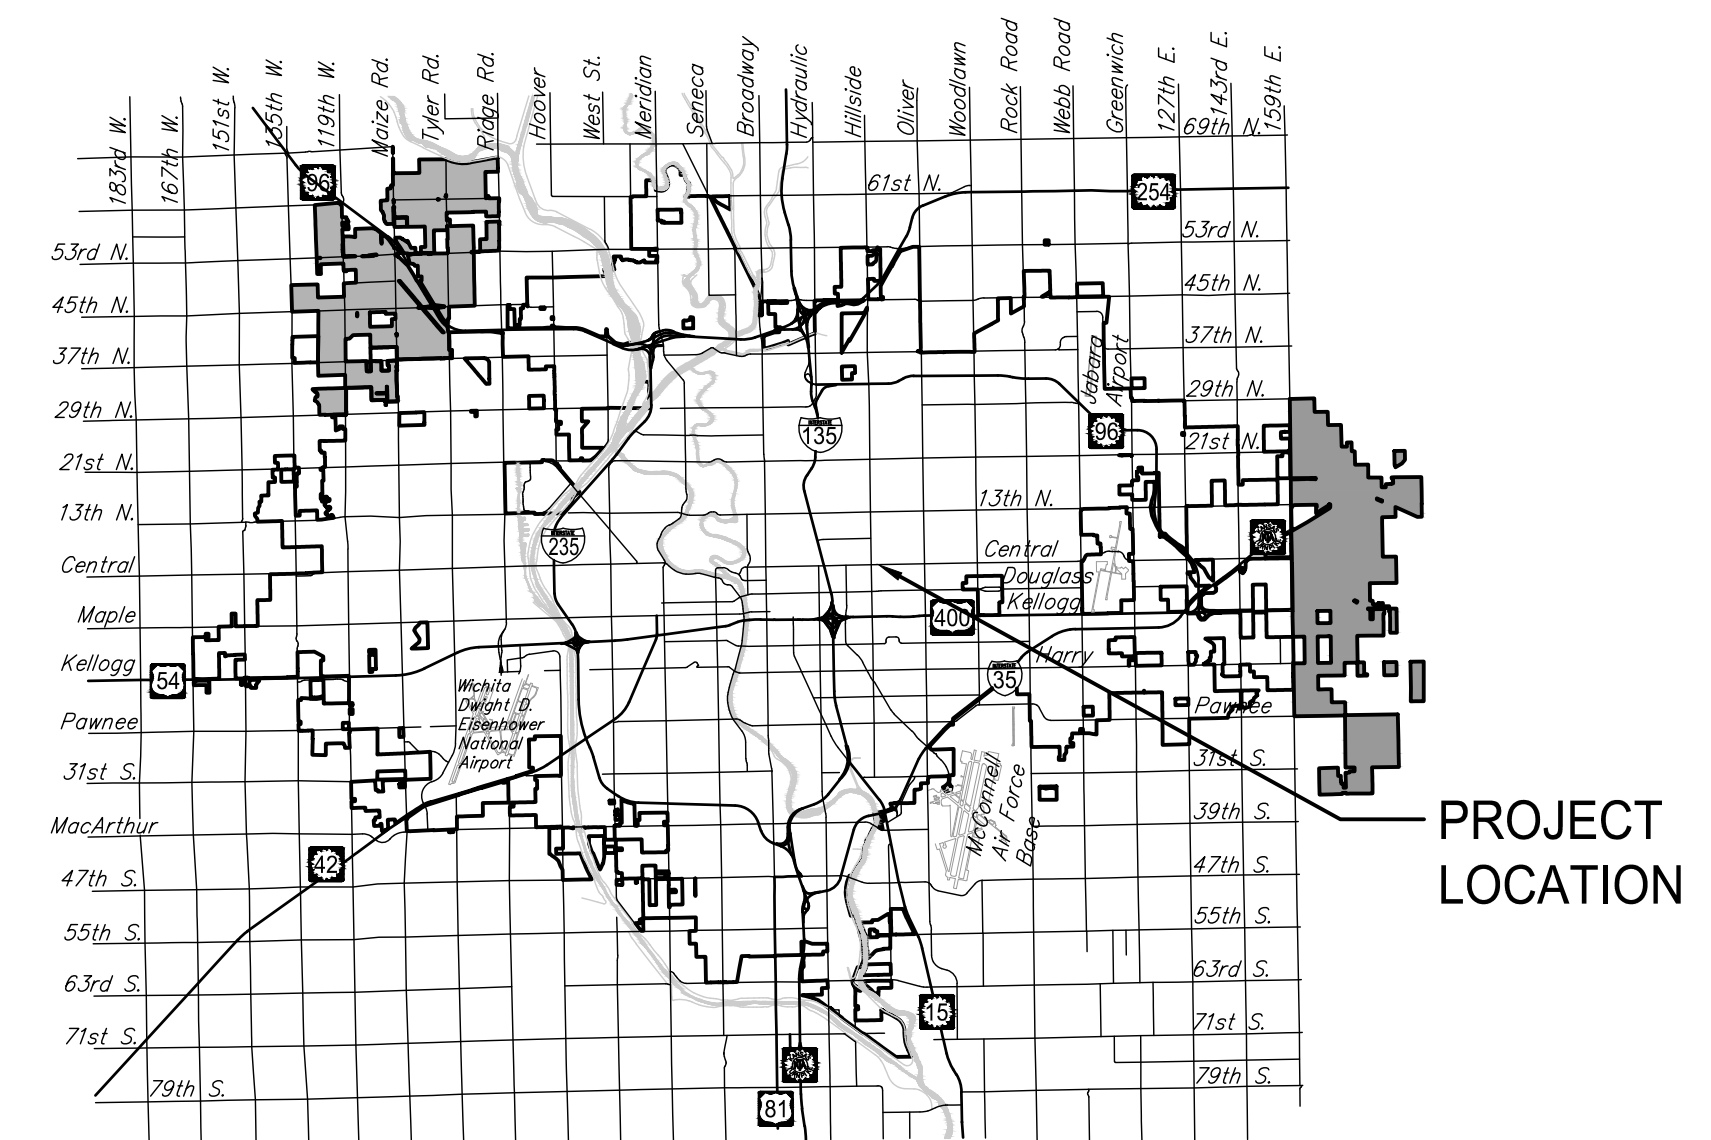 183rd W.
167th W.
151st W.
135th W.
119th W.
Maize Rd.
Tyler Rd.
Ridge Rd.
Hoover
West St.
Meridian
Seneca
Broadway
Hydraulic
Hillside
Oliver
Woodlawn
Rock Road
Webb Road
Greenwich
127th E.
143rd E.
159th E.
69th N.
96
61st N.
254
53rd N.
53rd N.
45th N.
45th N.
37th N.
37th N.
Jabara
Airport
29th N.
29th N.
INTERSTATE
135
96
21st N.
21st N.
13th N.
13th N.
INTERSTATE
235
Central
Central
Douglass
Kellogg
Maple
400
Kellogg
54
Harry
INTERSTATE
35
Wichita
Dwight D.
Eisenhower
National
Airport
Pawnee
Pawnee
31st S.
31st S.
McConnell
Air Force
Base
39th S.
MacArthur
PROJECT
LOCATION
42
47th S.
47th S.
55th S.
55th S.
63rd S.
63rd S.
15
71st S.
71st S.
79th S.
79th S.
81